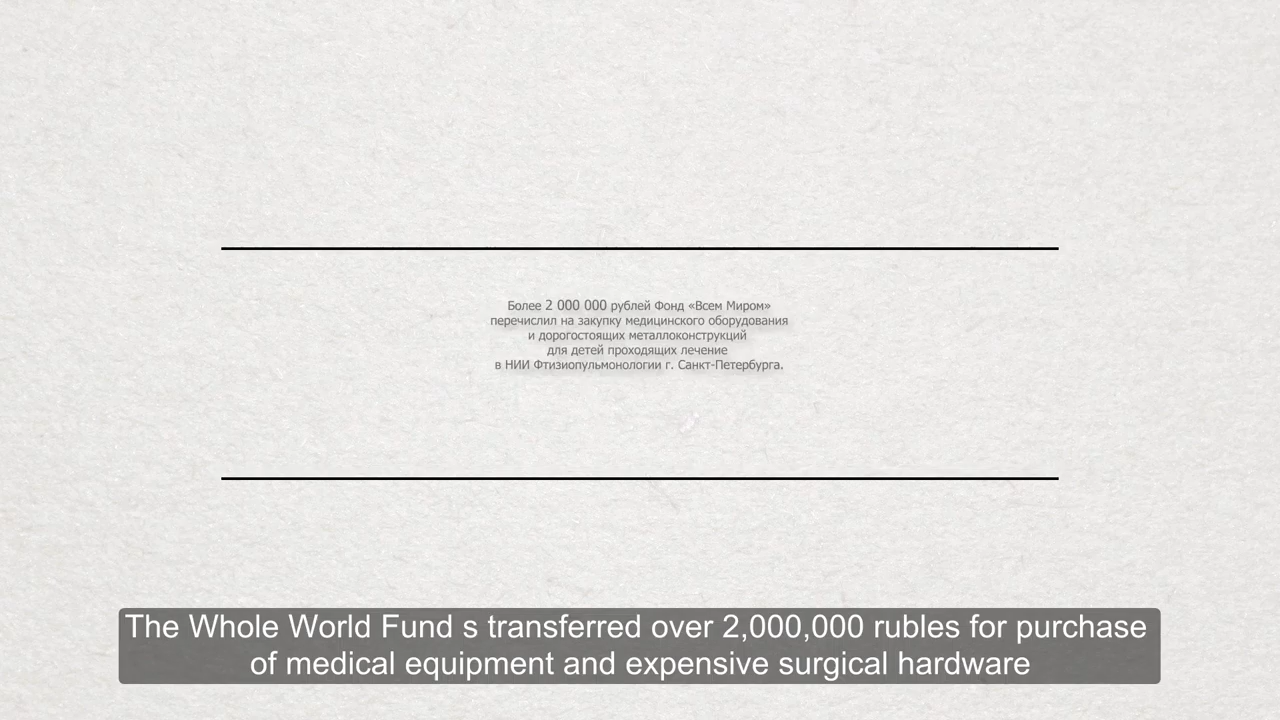 Более 2 000 000 рублей Фонд «Всем Миром»
перечислил на закупку медицинского оборудования
и дорогостоящих металлоконструкций
для детей проходящих лечение
в НИИ Фтизиопульмонологии г. Санкт-Петербурга.
The Whole World Fund s transferred over 2,000,000 rubles for purchase
of medical equipment and expensive surgical hardware